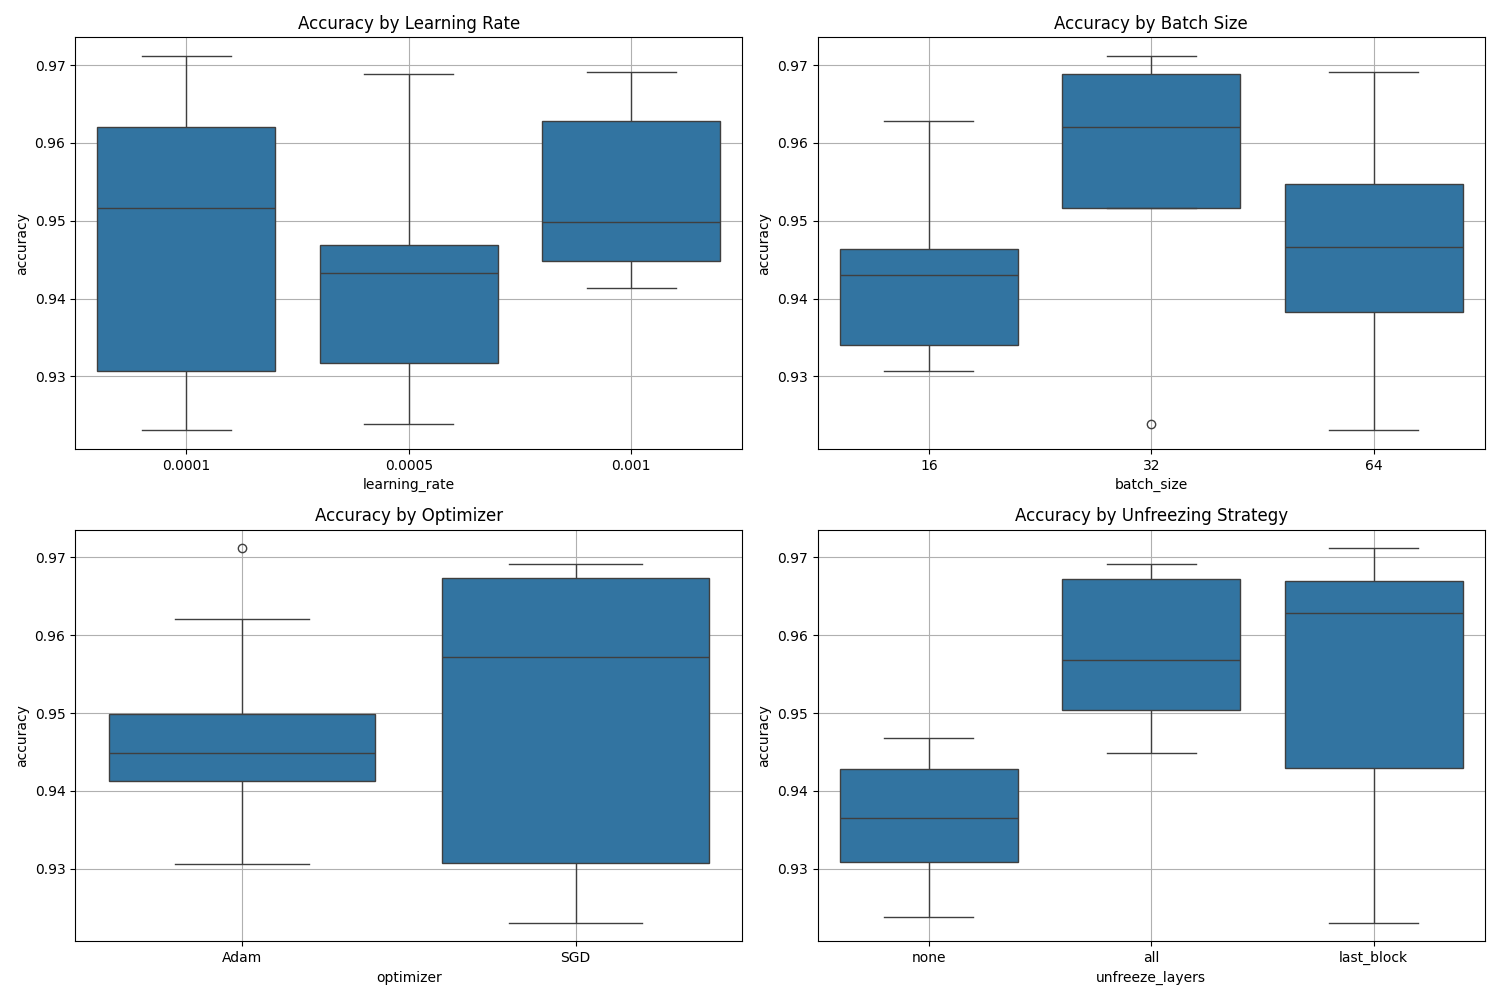 Accuracy by Learning Rate
accuracy
0.97
0.96
0.95
0.94
0.93
0.0001 0.0005 0.001
learning_rate
Accuracy by Batch Size
accuracy
0.97
0.96
0.95
0.94
0.93
16 32 64
batch_size
Accuracy by Optimizer
accuracy
0.97
0.96
0.95
0.94
0.93
Adam SGD
optimizer
Accuracy by Unfreezing Strategy
accuracy
0.97
0.96
0.95
0.94
0.93
none all last_block
unfreeze_layers